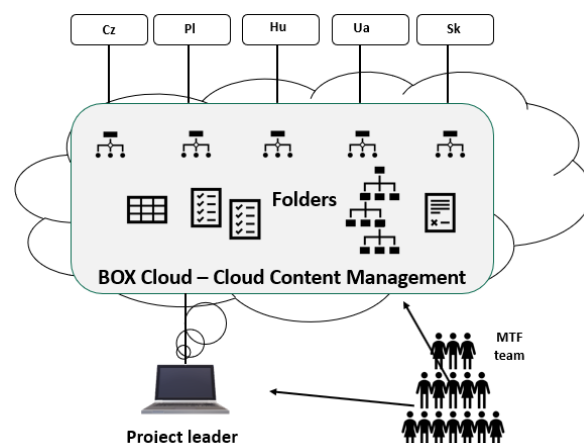 Cz
Pl
Hu
Ua
Sk
Folders
BOX Cloud – Cloud Content Management
MTF
team
Project leader